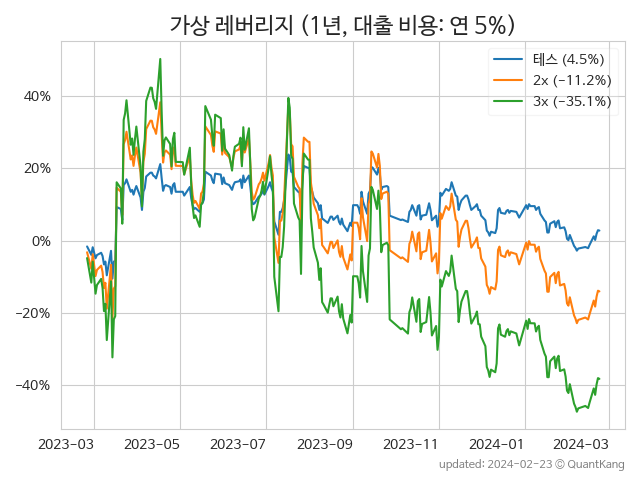 가상 레버리지 (1년, 대출 비용: 연 5%)
테스 (4.5%)
2x (−11.2%)
3x (−35.1%)
40%
20%
0%
−20%
−40%
2023-03 2023-05 2023-07 2023-09 2023-11 2024-01 2024-03
updated: 2024-02-23 ⓒ QuantKang